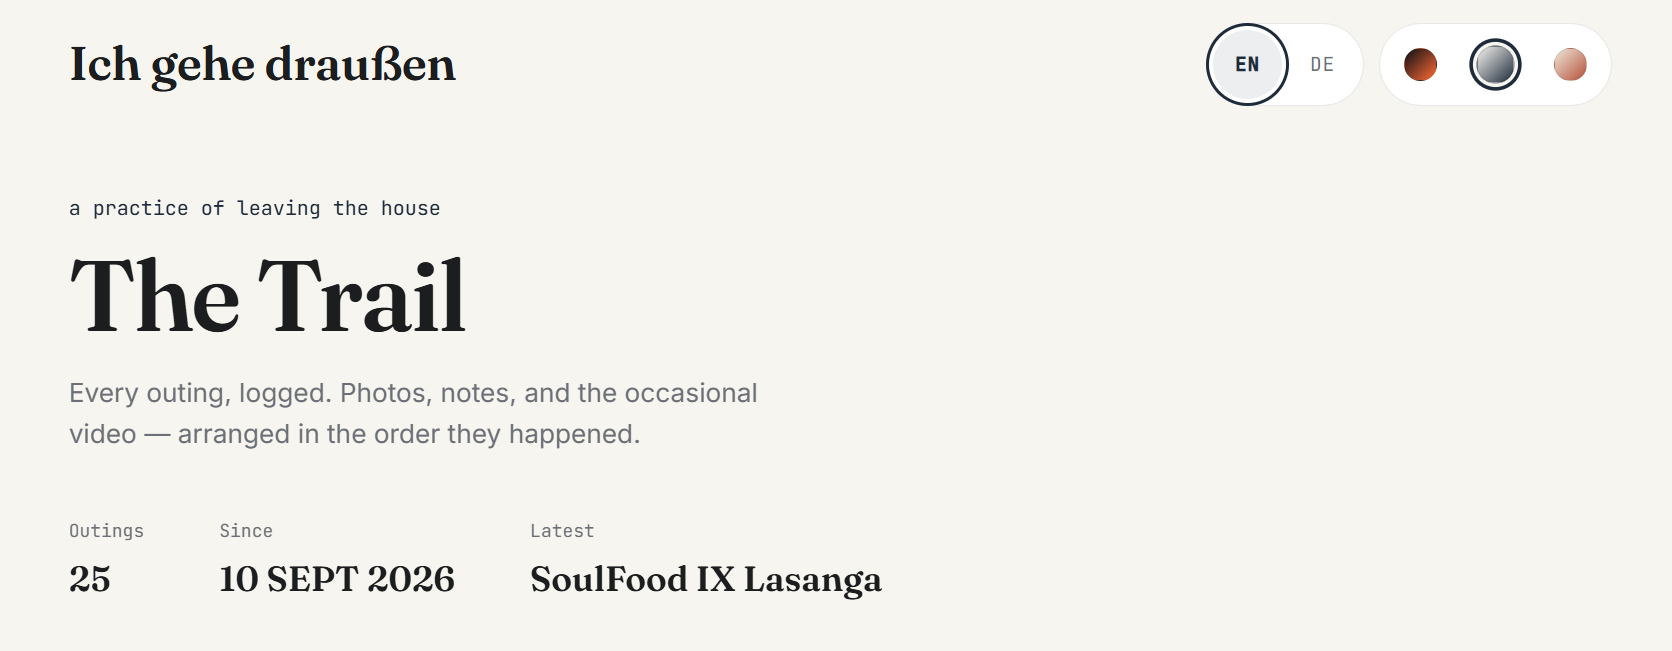 Ich gehe draußen
EN DE
a practice of leaving the house
The Trail
Every outing, logged. Photos, notes, and the occasional
video — arranged in the order they happened.
Outings Since Latest
25 10 SEPT 2026 SoulFood IX Lasanga